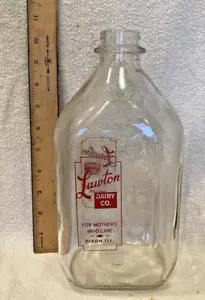 Lawton
DAIRY
CO.
FOR MOTHERS
WHO CARE
DIXON, ILL.